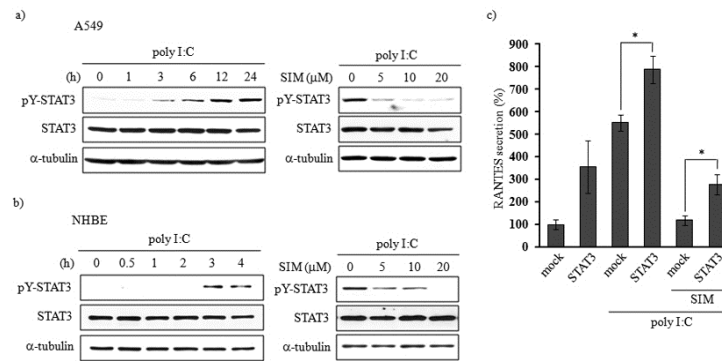 a)
A549
poly I:C
(h) 0 1 3 6 12 24
pY-STAT3
STAT3
α-tubulin
poly I:C
SIM (μM) 0 5 10 20
pY-STAT3
STAT3
α-tubulin
b)
NHBE
poly I:C
(h) 0 0.5 1 2 3 4
pY-STAT3
STAT3
α-tubulin
poly I:C
SIM (μM) 0 5 10 20
pY-STAT3
STAT3
α-tubulin
c)
RANTES secretion (%)
900
800
700
600
500
400
300
200
100
0
*
*
mock STAT3 mock STAT3 mock STAT3
SIM
poly I:C